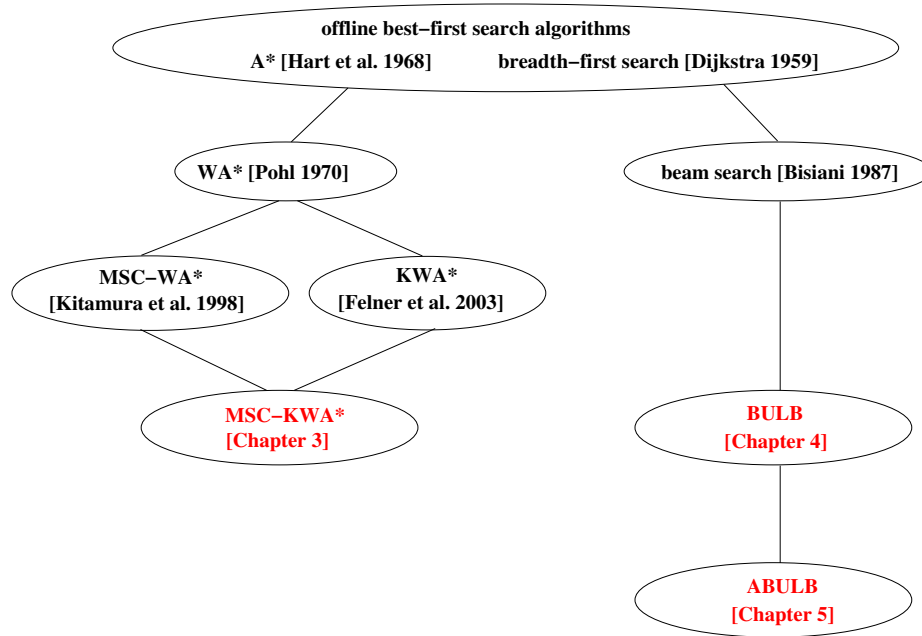 offline best−first search algorithms
A* [Hart et al. 1968] breadth−first search [Dijkstra 1959]
WA* [Pohl 1970]
beam search [Bisiani 1987]
MSC−WA*
[Kitamura et al. 1998]
KWA*
[Felner et al. 2003]
MSC−KWA*
[Chapter 3]
BULB
[Chapter 4]
ABULB
[Chapter 5]